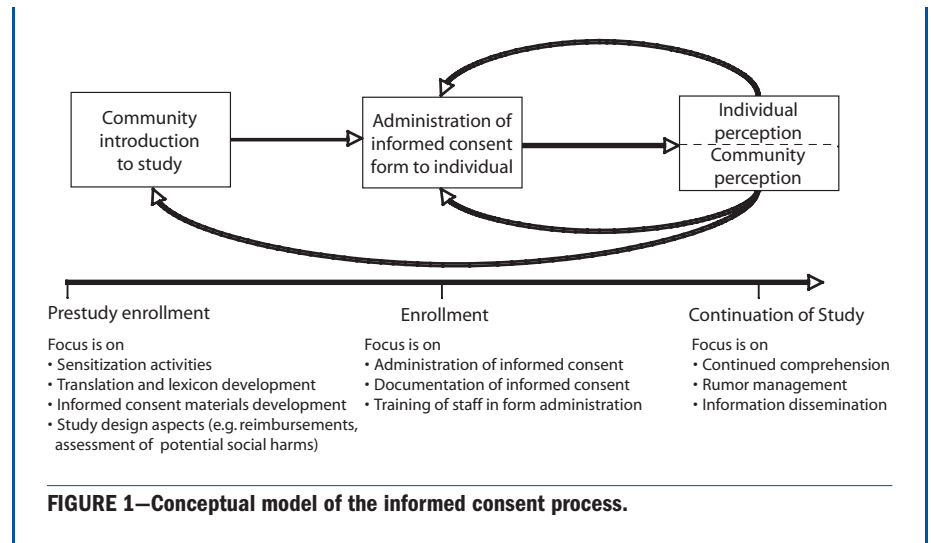 Community
introduction
to study
Administration of
informed consent
form to individual
Individual
perception
Community
perception
Prestudy enrollment
Focus is on
• Sensitization activities
• Translation and lexicon development
• Informed consent materials development
• Study design aspects (e.g. reimbursements,
assessment of potential social harms)
Enrollment
Focus is on
• Administration of informed consent
• Documentation of informed consent
• Training of staff in form administration
Continuation of Study
Focus is on
• Continued comprehension
• Rumor management
• Information dissemination
FIGURE 1—Conceptual model of the informed consent process.